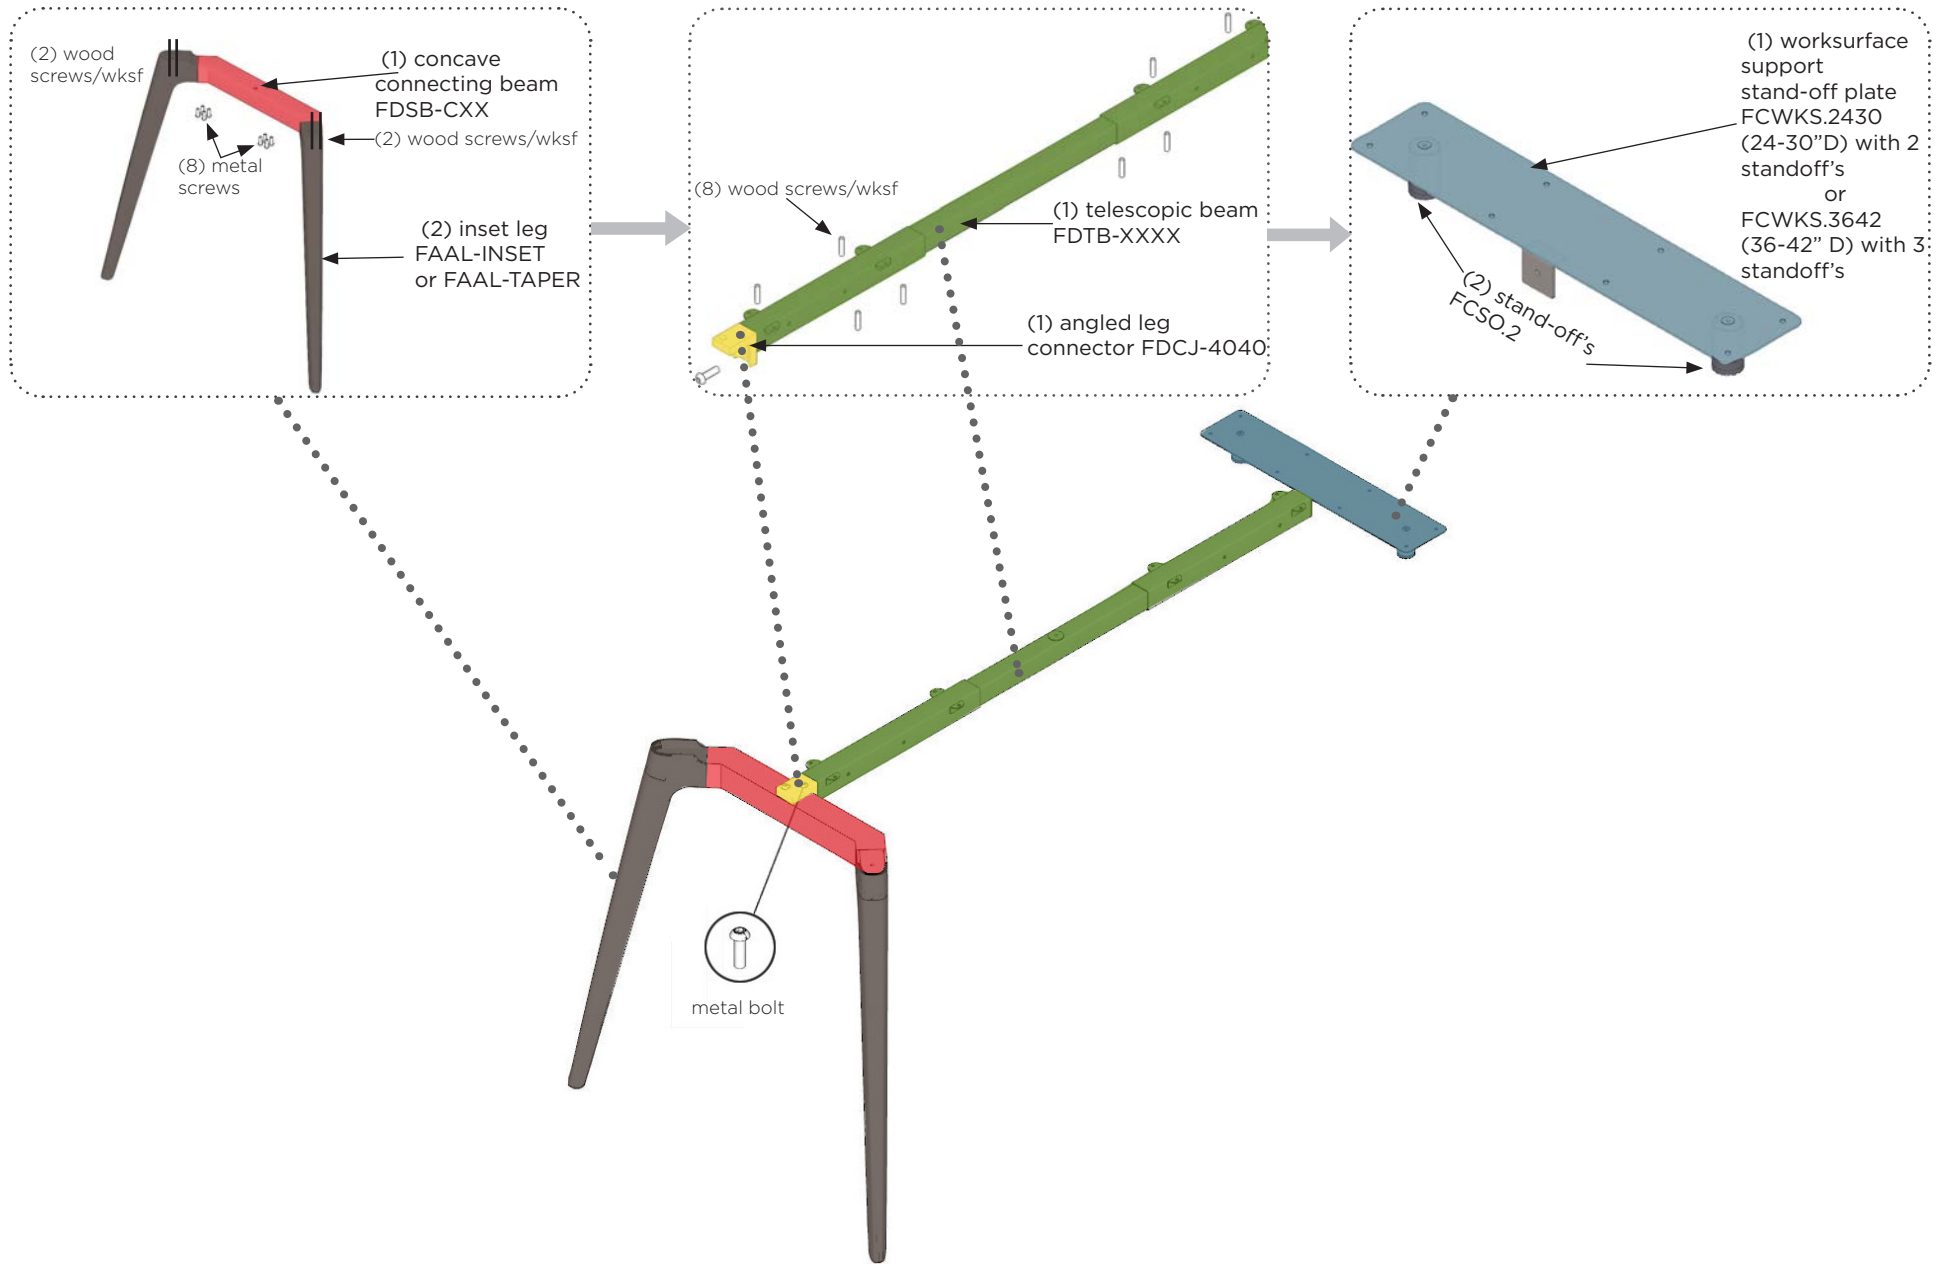 (2) wood
screws/wksf
(1) concave
connecting beam
FDSB-CXX
(2) wood screws/wksf
(8) metal
screws
(2) inset leg
FAAL-INSET
or FAAL-TAPER
(8) wood screws/wksf
(1) telescopic beam
FDTB-XXXX
(1) angled leg
connector FDCJ-4040
(1) worksurface
support
stand-off plate
FCWKS.2430
(24-30”D) with 2
standoff’s
or
FCWKS.3642
(36-42” D) with 3
standoff’s
(2) stand-off’s
FCSO.2
metal bolt